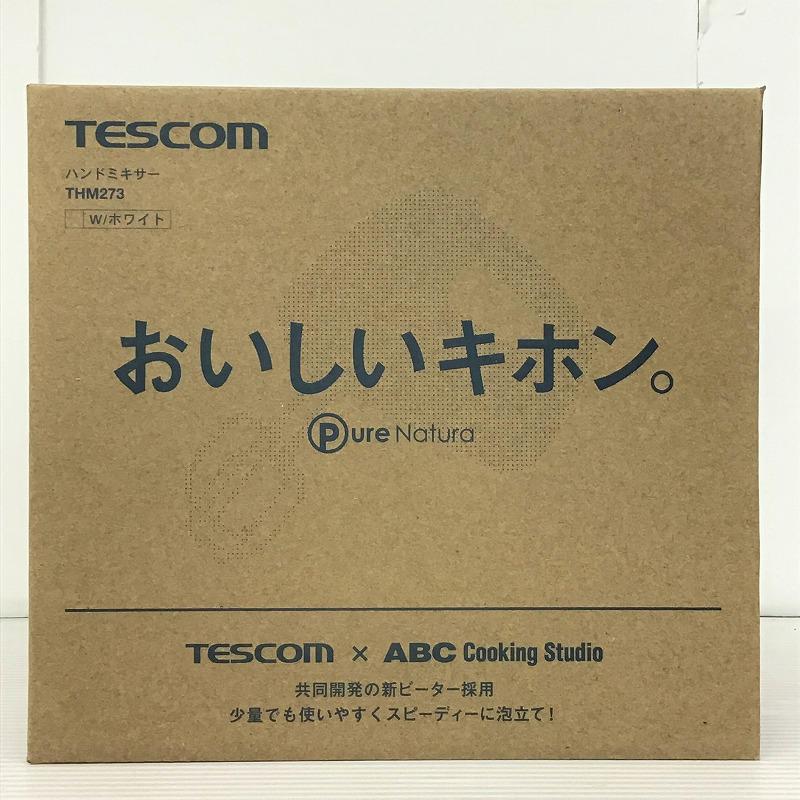 TESCOM
ハンドミキサー
THM273
W/ホワイト
おいしいキホン。
Pure Natura
TESCOM × ABC Cooking Studio
共同開発の新ビーター採用
少量でも使いやすくスピーディーに泡立て!